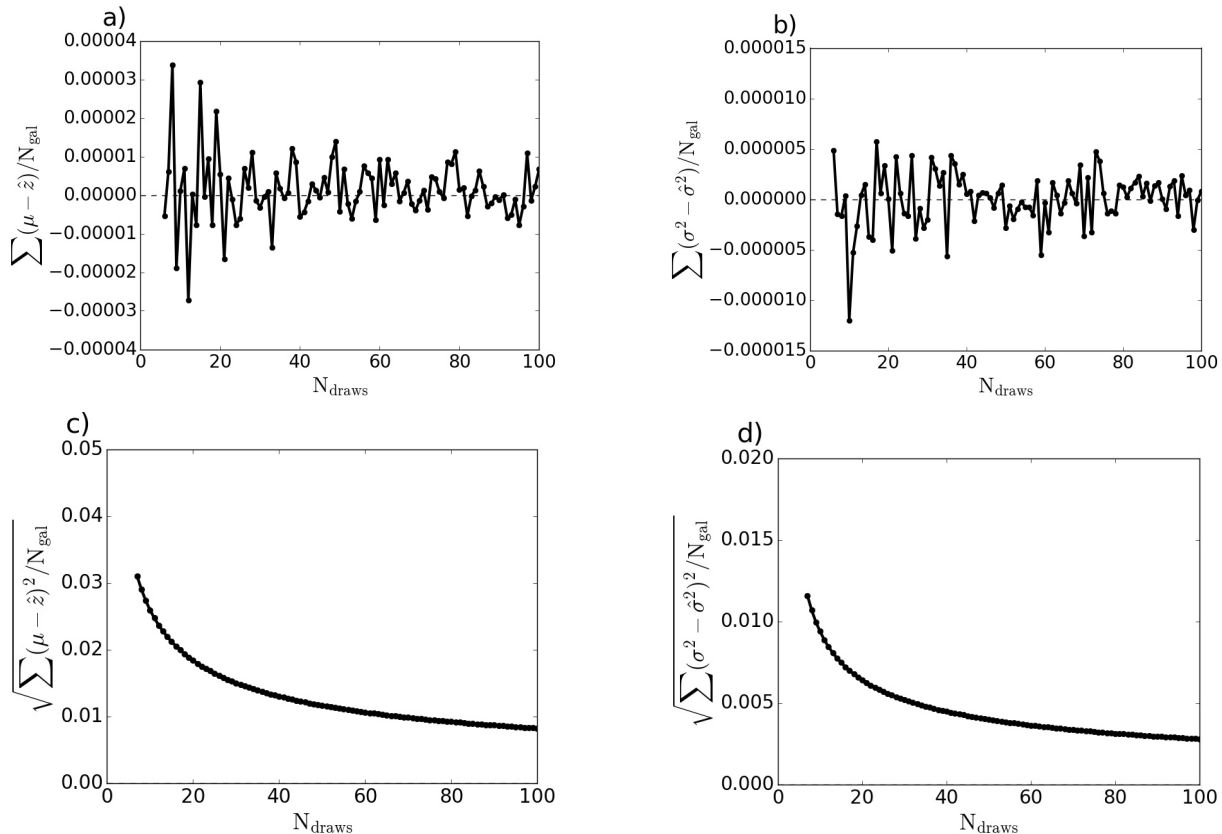 a)
0.00004
0.00003
0.00002
0.00001
0.00000
−0.00001
−0.00002
−0.00003
−0.00004
∑(μ − ẑ)/N_gal
0 20 40 60 80 100
N_draws
b)
0.000015
0.000010
0.000005
0.000000
−0.000005
−0.000010
−0.000015
∑(σ² − σ̂²)/N_gal
0 20 40 60 80 100
N_draws
c)
0.05
0.04
0.03
0.02
0.01
0.00
√∑(μ − ẑ)²/N_gal
0 20 40 60 80 100
N_draws
d)
0.020
0.015
0.010
0.005
0.000
√∑(σ² − σ̂²)²/N_gal
0 20 40 60 80 100
N_draws